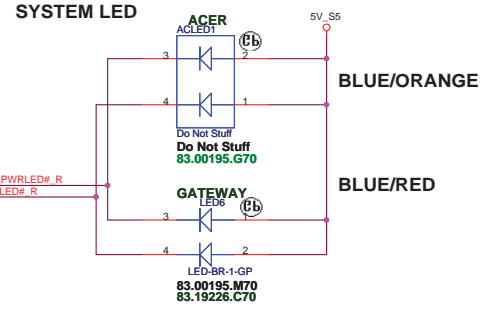 SYSTEM LED
5V_S5
ACER
ACLED1
3
2
BLUE/ORANGE
4
1
Do Not Stuff
Do Not Stuff
83.00195.G70
PWRLED#_R
LED#_R
BLUE/RED
GATEWAY
LED6
3
1
4
2
LED-BR-1-GP
83.00195.M70
83.19226.C70